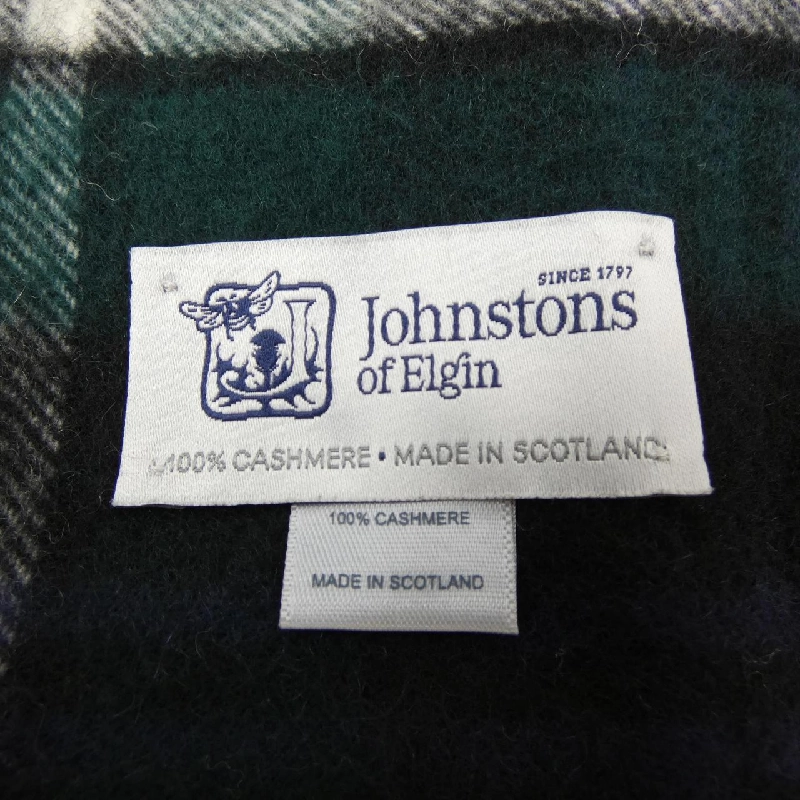 SINCE 1797
Johnstons
of Elgin
100% CASHMERE • MADE IN SCOTLAND
100% CASHMERE
MADE IN SCOTLAND